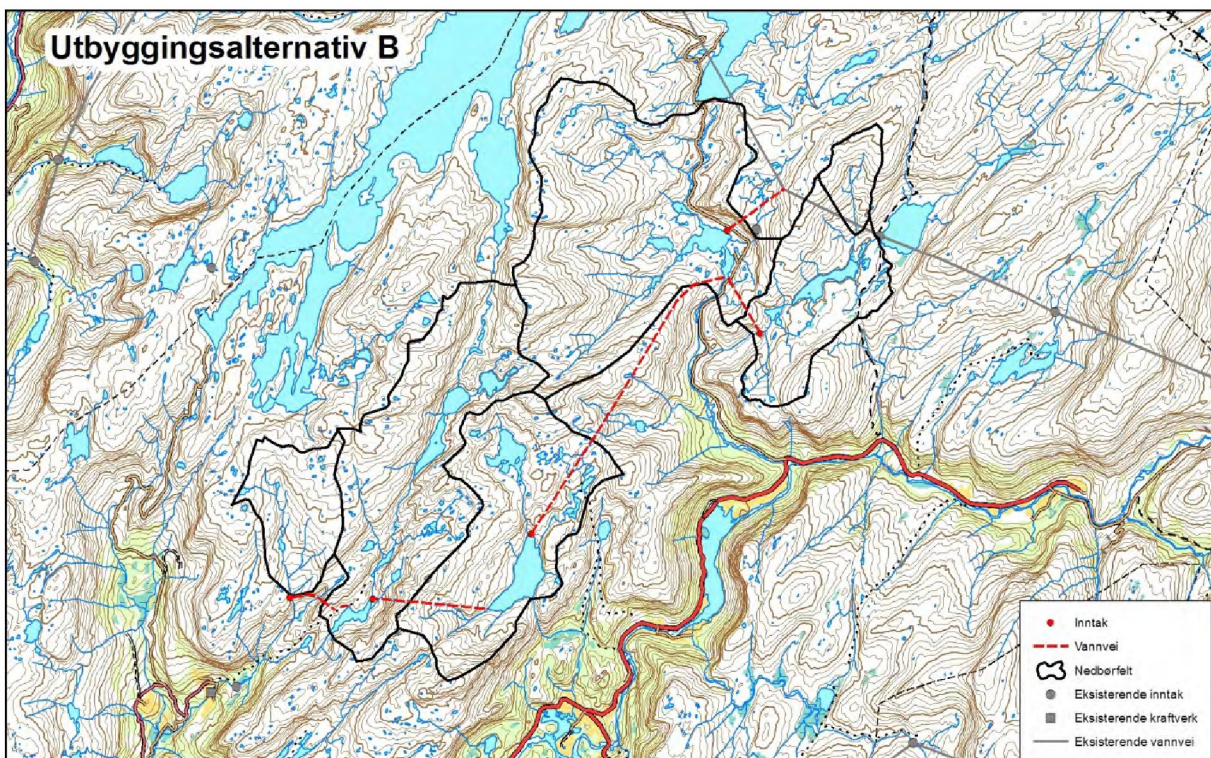 Utbyggingsalternativ B
Inntak
Vannvei
Nedbørfelt
Eksisterende inntak
Eksisterende kraftverk
Eksisterende vannvei